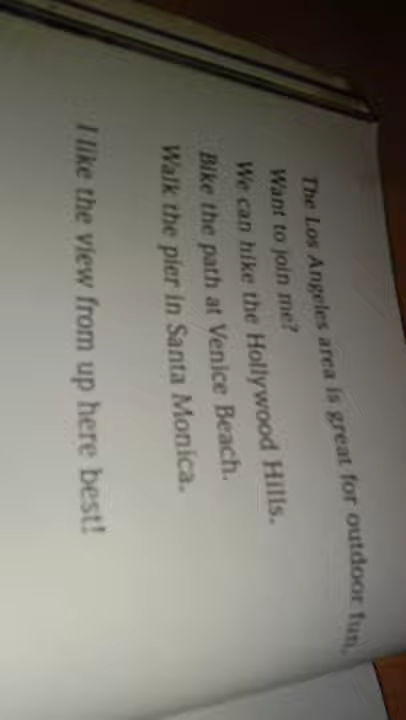 The Los Angeles area is great for outdoor fun.
Want to join me?
We can hike the Hollywood Hills.
Bike the path at Venice Beach.
Walk the pier in Santa Monica.
I like the view from up here best!